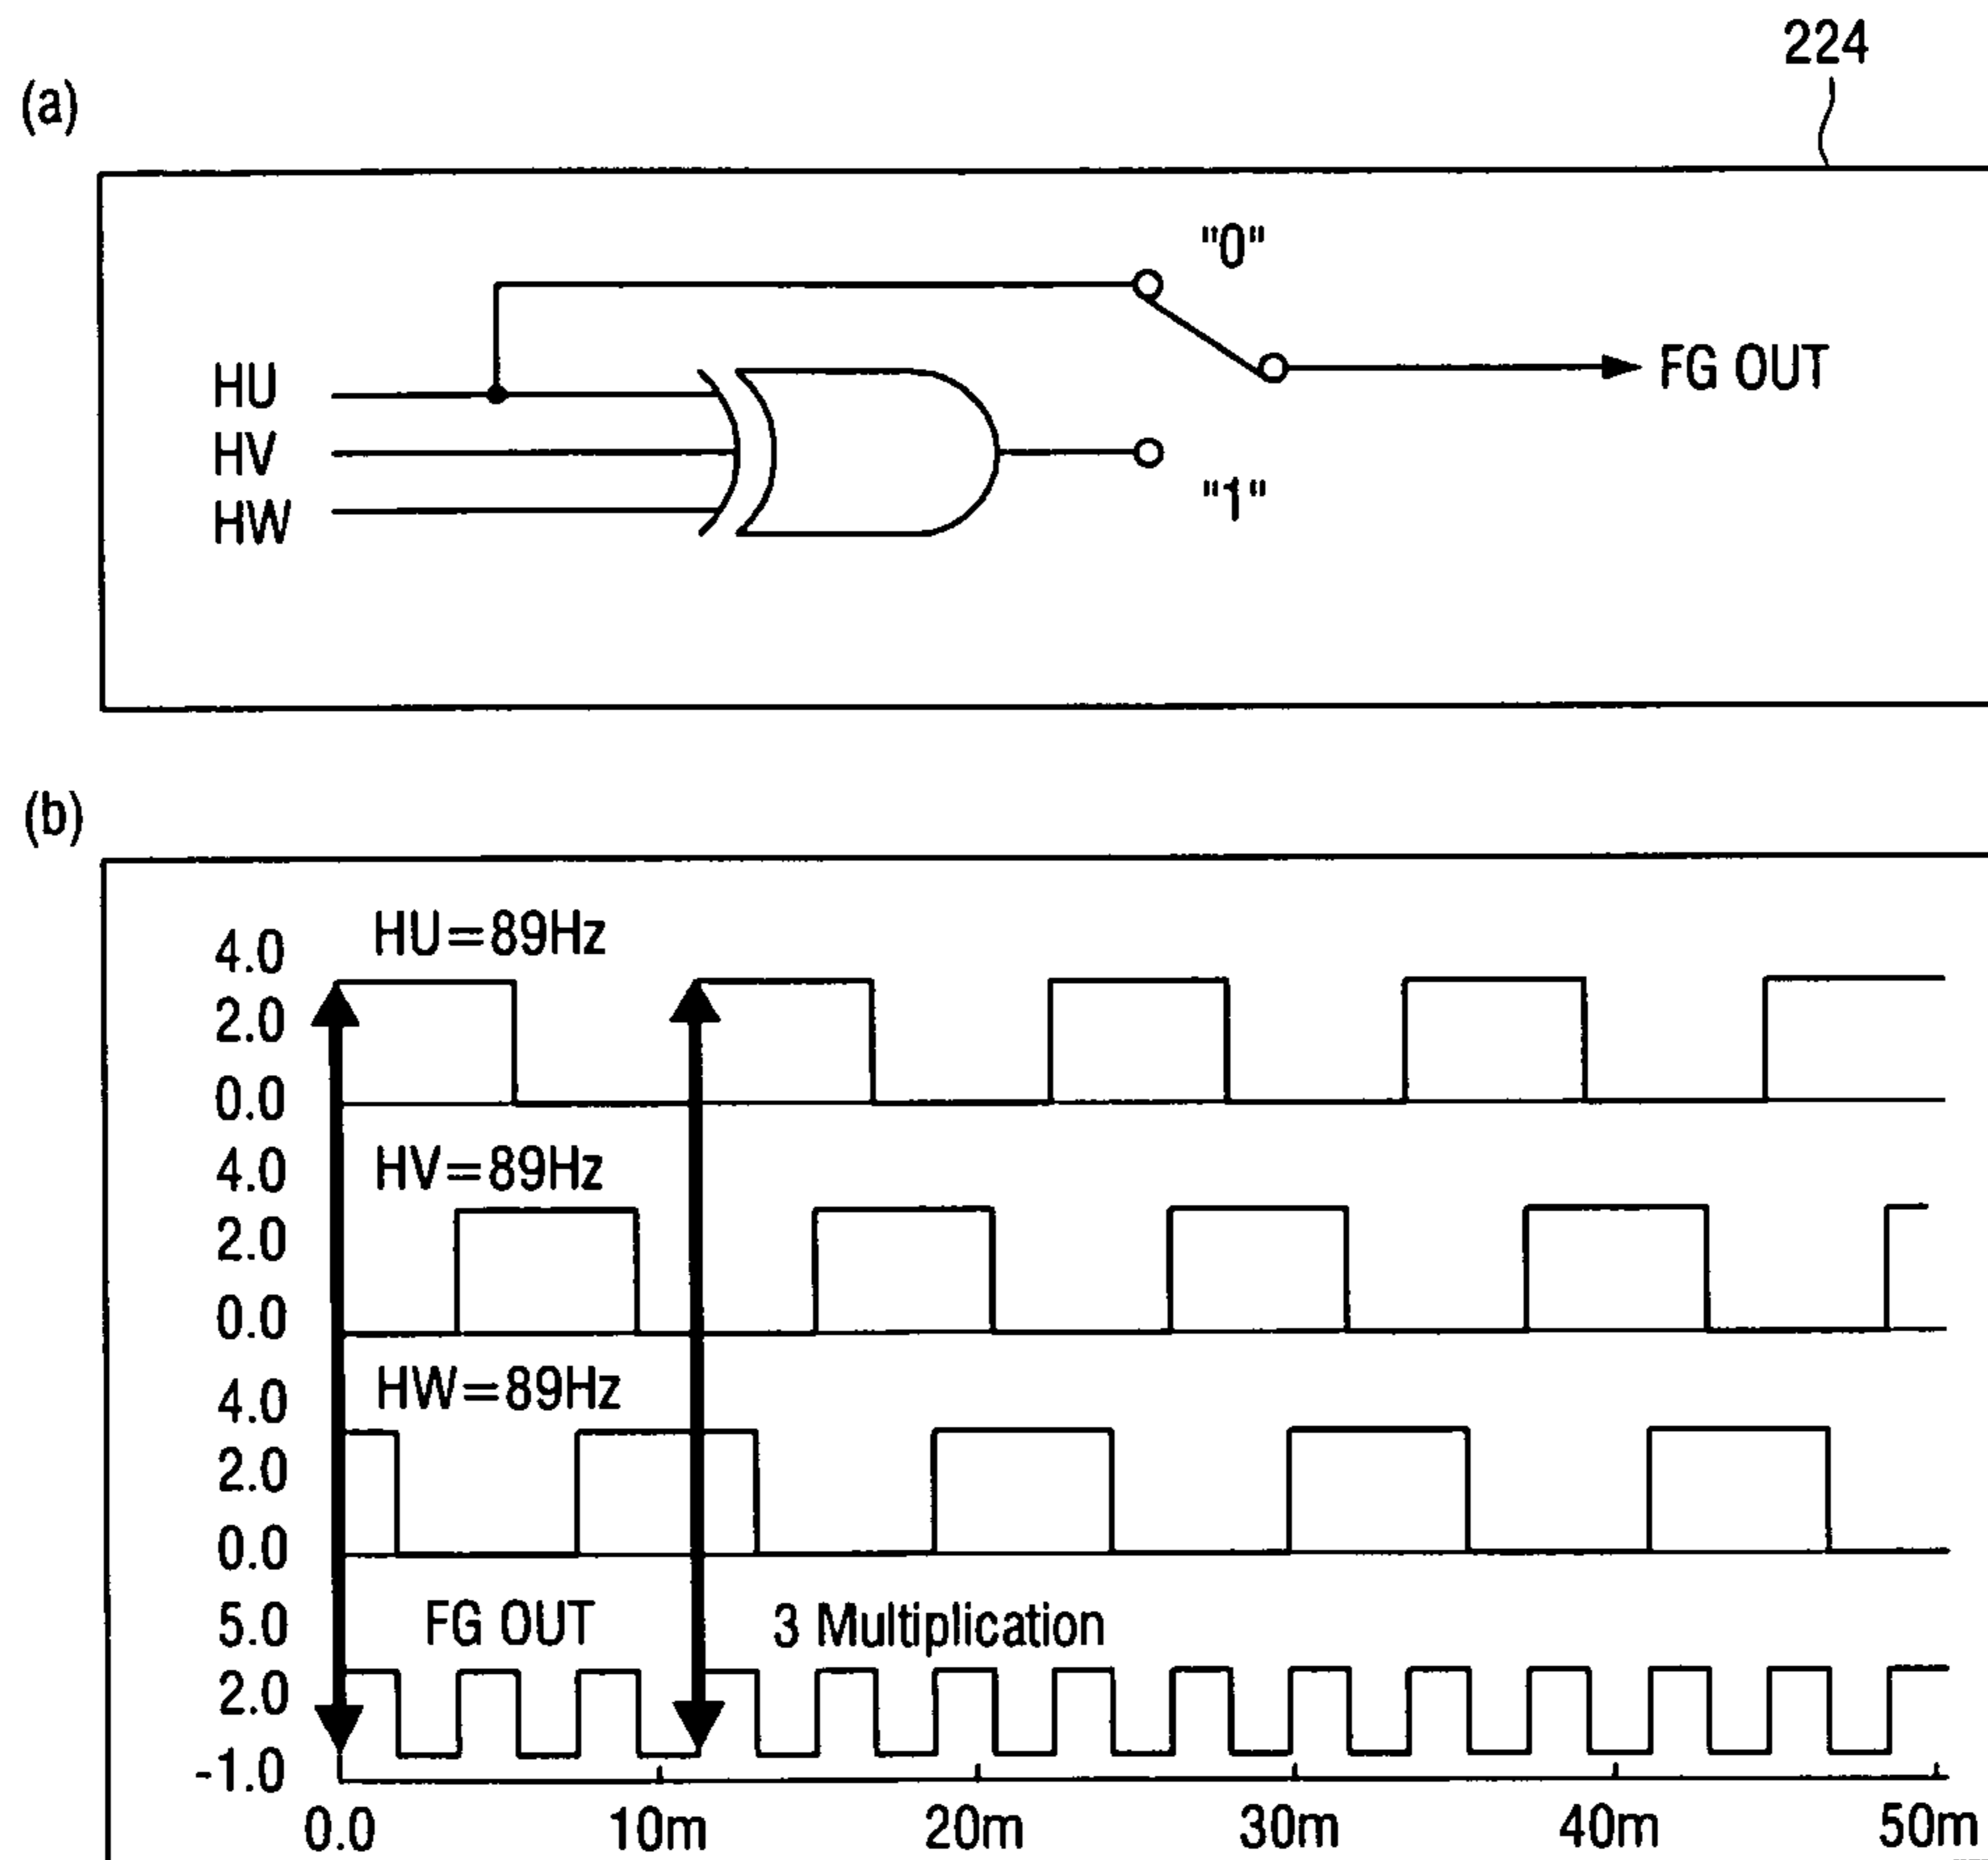 224
(a)
"0"
HU
HV
HW
FG OUT
"1"
(b)
HU=89Hz
4.0
2.0
0.0
HV=89Hz
4.0
2.0
0.0
HW=89Hz
4.0
2.0
0.0
FG OUT 3 Multiplication
5.0
2.0
-1.0
0.0 10m 20m 30m 40m 50m